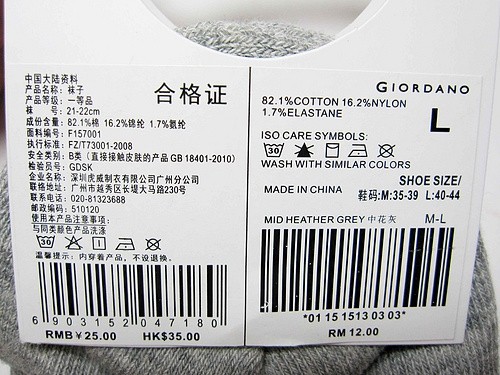 中国大陆资料
产品名称：袜子
产品等级：一等品
袜 号：21-22cm
合格证
成份含量：82.1%棉 16.2%锦纶 1.7%氨纶
面料编号：F157001
执行标准：FZ/T73001-2008
安全类别：B类（直接接触皮肤的产品 GB 18401-2010）
检验员号：GDSK
企业名称：深圳虎威制衣有限公司广州分公司
联络地址：广州市越秀区长堤大马路230号
联系电话：020-81323688
邮政编码：510120
使用本产品注意事项：
与同类颜色产品洗涤
30
温馨提示：内穿着产品，不设退换。
6 903152 047180
RMB¥25.00 HK$35.00
GIORDANO
82.1%COTTON 16.2%NYLON
1.7%ELASTANE
L
ISO CARE SYMBOLS:
30
WASH WITH SIMILAR COLORS
SHOE SIZE/
MADE IN CHINA 鞋码:M:35-39 L:40-44
MID HEATHER GREY 中花灰 M-L
*01 15 1513 03 03*
RM 12.00